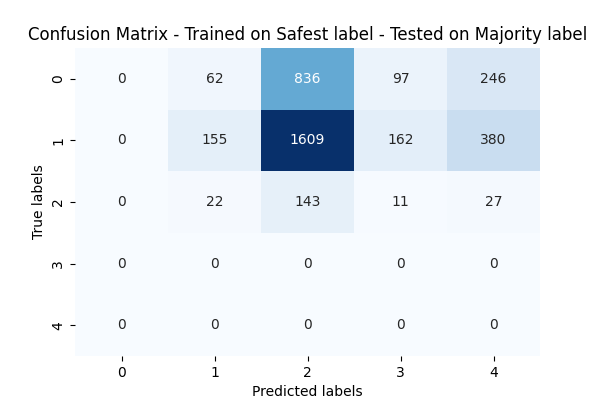 Confusion Matrix - Trained on Safest label - Tested on Majority label
0 0 62 836 97 246
1 0 155 1609 162 380
2 0 22 143 11 27
3 0 0 0 0 0
4 0 0 0 0 0
True labels
0 1 2 3 4
Predicted labels